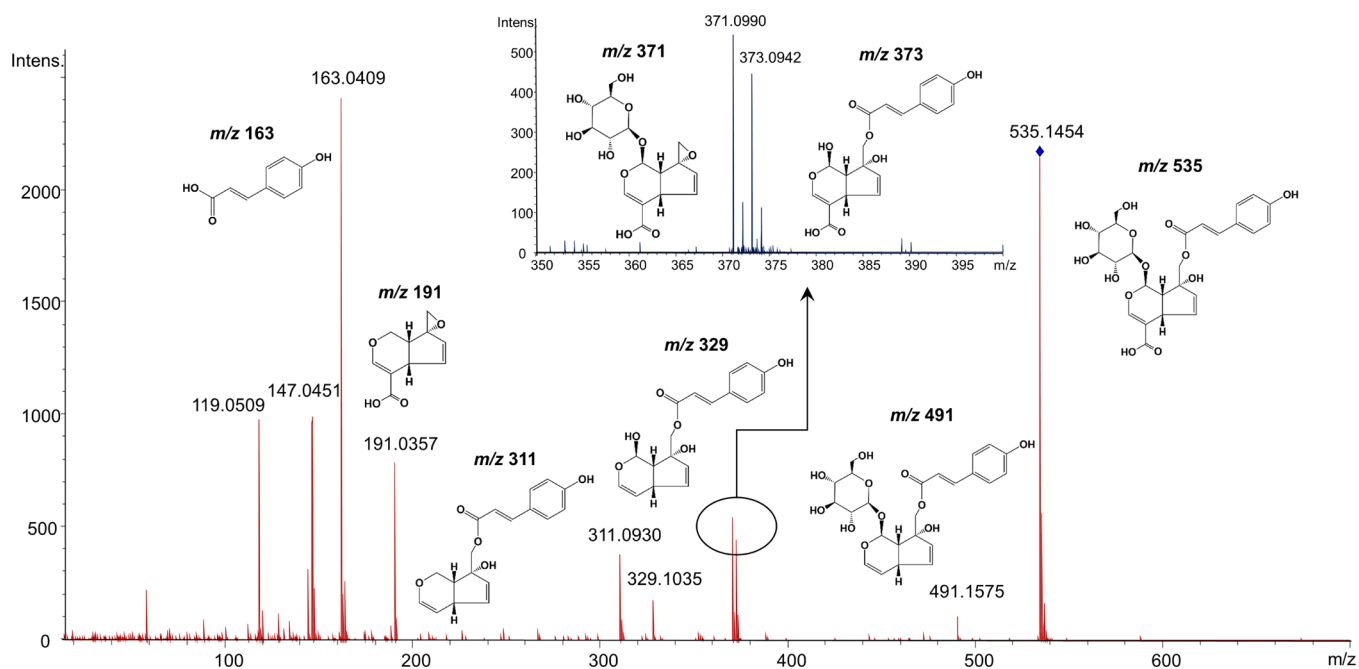 Intens.
2000
1500
1000
500
0
100
200
300
400
500
600
m/z
m/z 163
163.0409
HO
O
OH
119.0509
147.0451
m/z 191
O
O
H
H
HO
O
191.0357
m/z 311
OH
O
O
OH
H
O
H
311.0930
m/z 329
OH
O
O
HO
OH
H
O
H
329.1035
Intens
500
400
300
200
100
0
350
355
360
365
370
375
380
385
390
395
m/z
m/z 371
OH
HO
O
HO
OH
O
H
O
O
H
HO
O
371.0990
373.0942
m/z 373
OH
O
O
HO
OH
H
O
H
HO
O
m/z 491
OH
HO
O
HO
OH
O
O
O
OH
OH
H
O
H
491.1575
535.1454
m/z 535
OH
HO
O
HO
OH
O
O
O
OH
OH
H
O
H
HO
O